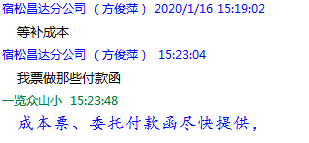 宿松昌达分公司 （方俊萍） 2020/1/16 15:19:02
等补成本
宿松昌达分公司 （方俊萍） 15:23:04
我票做那些付款函
一览众山小 15:23:48
成本票、委托付款函尽快提供，